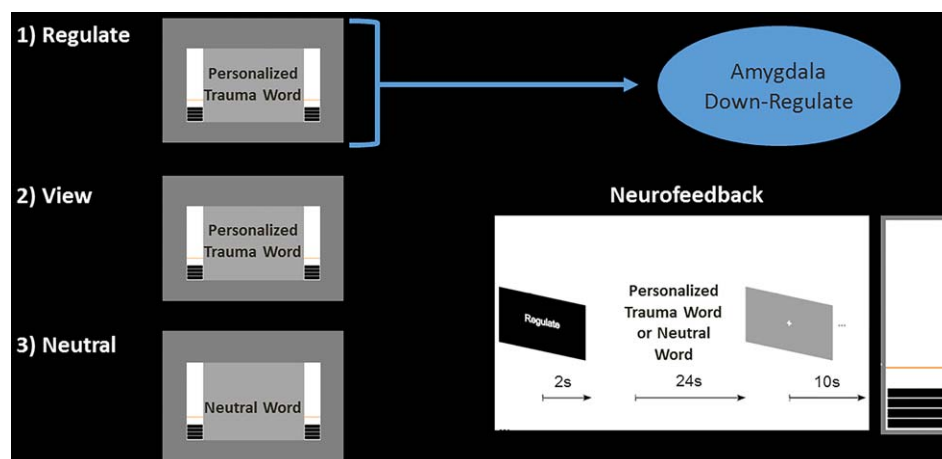 1) Regulate
Personalized
Trauma Word
Amygdala
Down-Regulate
2) View
Personalized
Trauma Word
3) Neutral
Neutral Word
Neurofeedback
Regulate
2s
Personalized
Trauma Word
or Neutral
Word
24s
...
10s
...